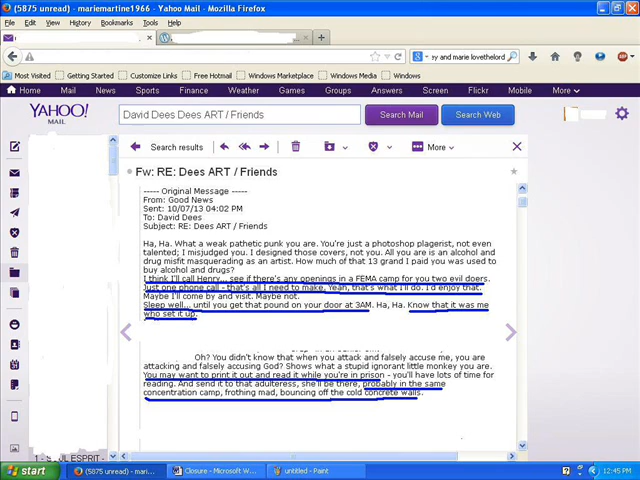 (5875 unread) - mariemartine1966 - Yahoo Mail - Mozilla Firefox
File Edit View History Bookmarks Tools Help
<-- vy and marie lovethelord
Most Visited Getting Started Customize Links Free Hotmail Windows Marketplace Windows Media Windows
Home Mail News Sports Finance Weather Games Groups Answers Screen Flickr Mobile More
YAHOO! MAIL
David Dees Dees ART / Friends
Search Mail Search Web
Search results More
Fw: RE: Dees ART / Friends
----- Original Message -----
From: Good News
Sent: 10/07/13 04:02 PM
To: David Dees
Subject: RE: Dees ART / Friends
Ha, Ha. What a weak pathetic punk you are. You're just a photoshop plagerist, not even
talented; I misjudged you. I designed those covers, not you. All you are is an alcohol and
drug misfit masquerading as an artist. How much of that 13 grand I paid you was used to
buy alcohol and drugs?
I think I'll call Henry... see if there's any openings in a FEMA camp for you two evil doers.
Just one phone call - that's all I need to make. Yeah, that's what I'll do. I'd enjoy that.
Maybe I'll come by and visit. Maybe not.
Sleep well... until you get that pound on your door at 3AM. Ha, Ha. Know that it was me
who set it up.
Oh? You didn't know that when you attack and falsely accuse me, you are
attacking and falsely accusing God? Shows what a stupid ignorant little monkey you are.
You may want to print it out and read it while you're in prison - you'll have lots of time for
reading. And send it to that adulteress, she'll be there, probably in the same
concentration camp, frothing mad, bouncing off the cold concrete walls.
start
(5875 unread) - mari...
Closure - Microsoft W...
untitled - Paint
12:45 PM